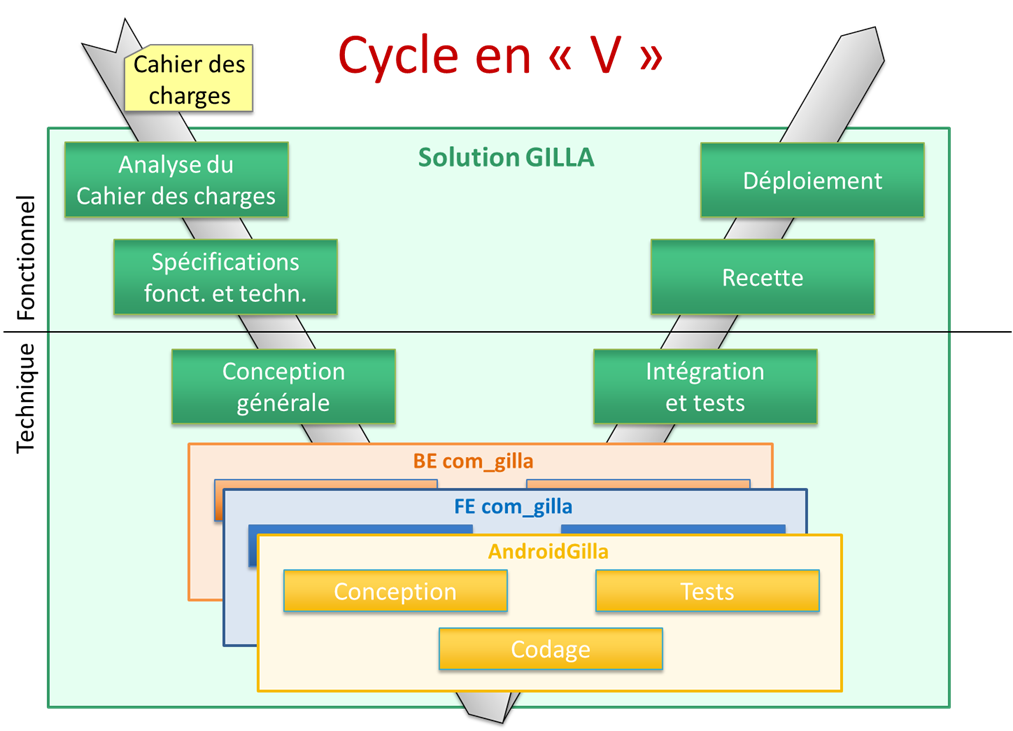 Cycle en « V »
Cahier des
charges
Solution GILLA
Analyse du
Cahier des charges
Déploiement
Fonctionnel
Spécifications
fonct. et techn.
Recette
Technique
Conception
générale
Intégration
et tests
BE com_gilla
FE com_gilla
AndroidGilla
Conception
Tests
Codage